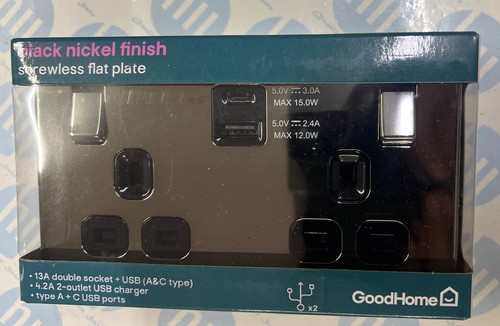 black nickel finish
screwless flat plate
5.0V ⎓ 3.0A
MAX 15.0W
5.0V ⎓ 2.4A
MAX 12.0W
• 13A double socket + USB (A&C type)
• 4.2A 2-outlet USB charger
• type A + C USB ports
x2
GoodHome